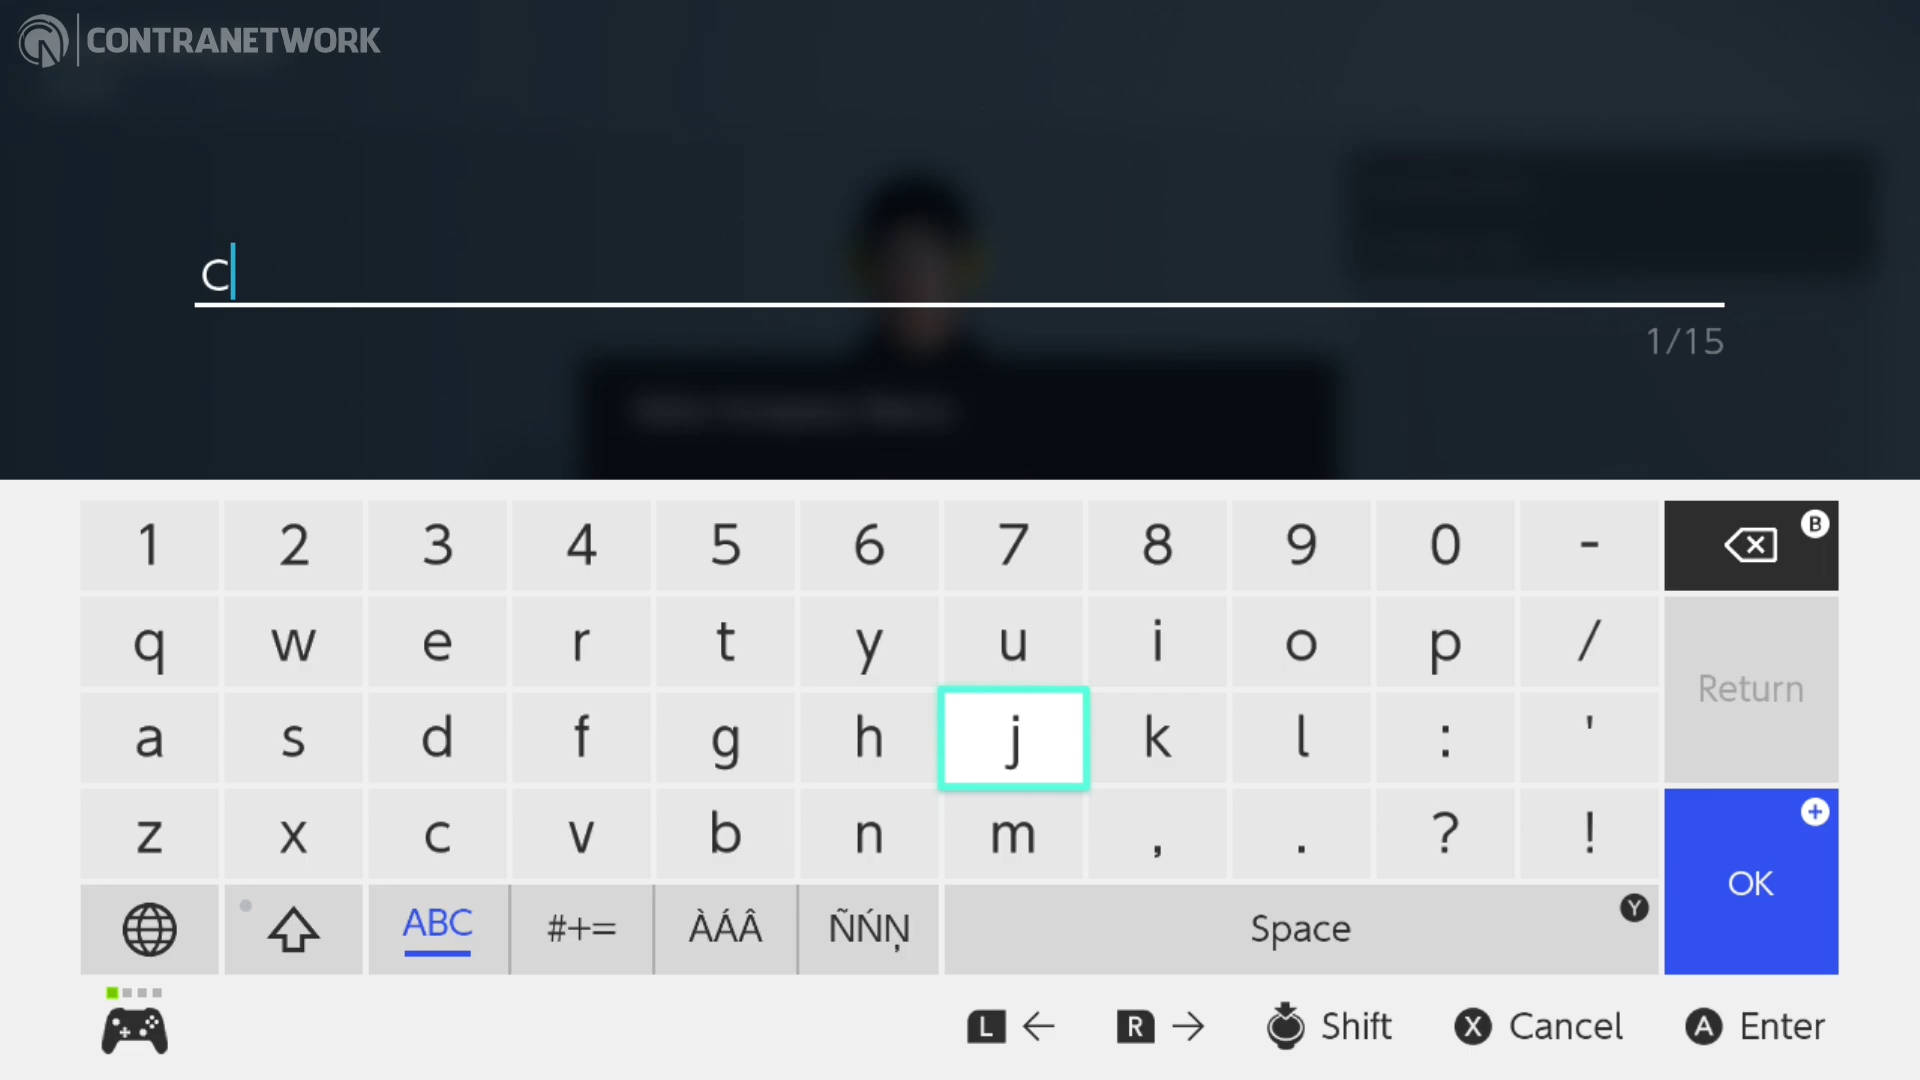 CONTRANETWORK
C
1/15
1 2 3 4 5 6 7 8 9 0 - B
q w e r t y u i o p /
Return
a s d f g h j k l : '
z x c v b n m , . ? ! +
OK
ABC #+= ÀÁÂ ÑŃŅ Space Y
L ← R → Shift X Cancel A Enter